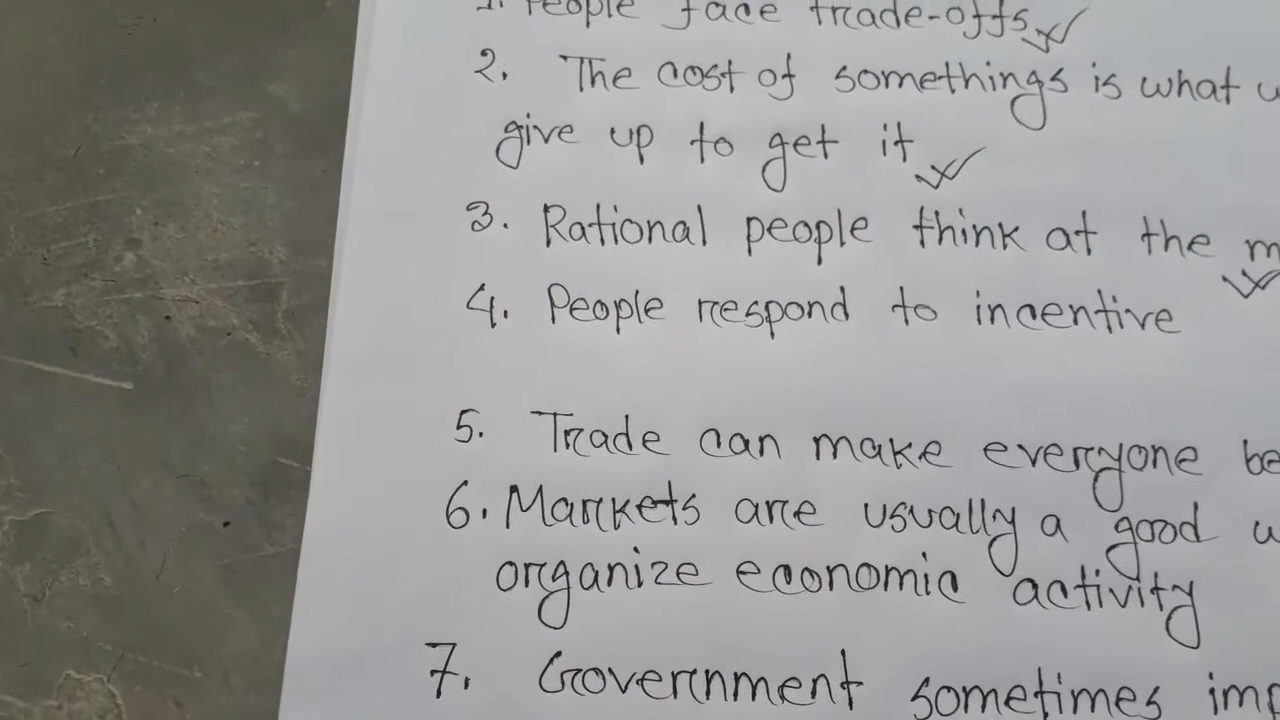 1. People face trade-offs
2. The cost of somethings is what
give up to get it
3. Rational people think at the
4. People respond to incentive
5. Trade can make everyone
6. Markets are usually a good
organize economic activity
7. Government sometimes